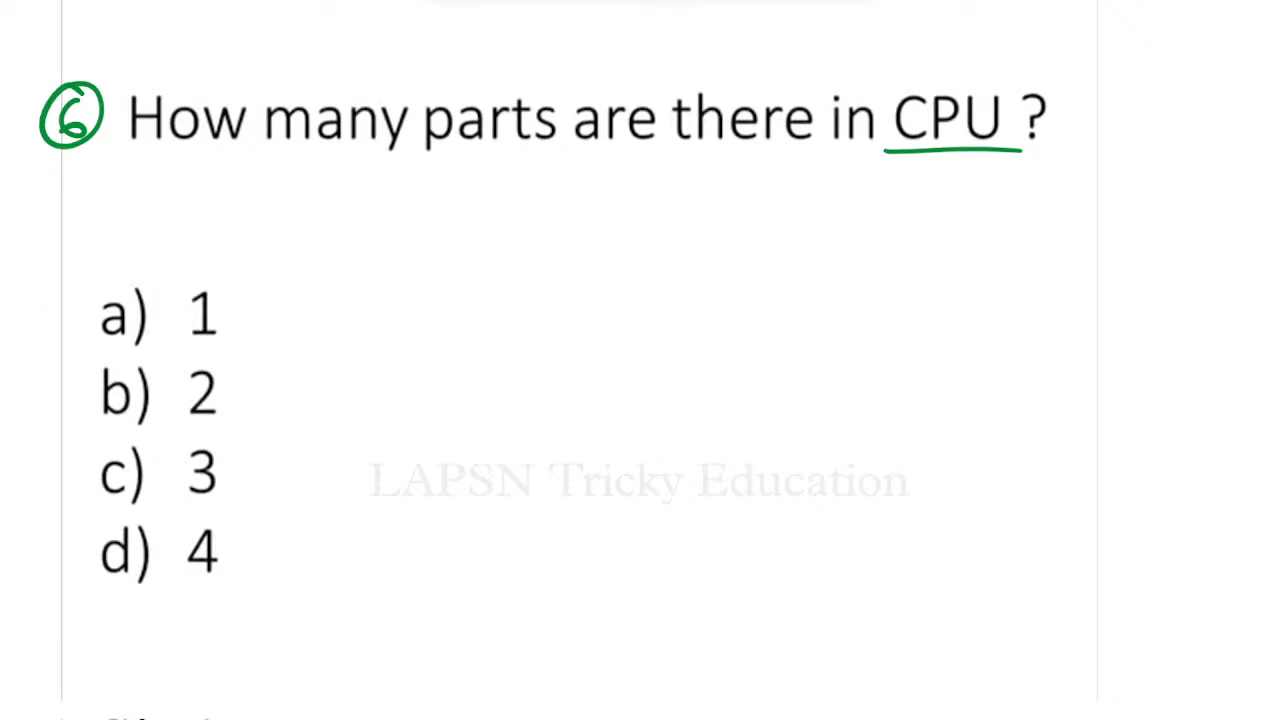 6 How many parts are there in CPU ?
a) 1
b) 2
c) 3
LAPSN Tricky Education
d) 4